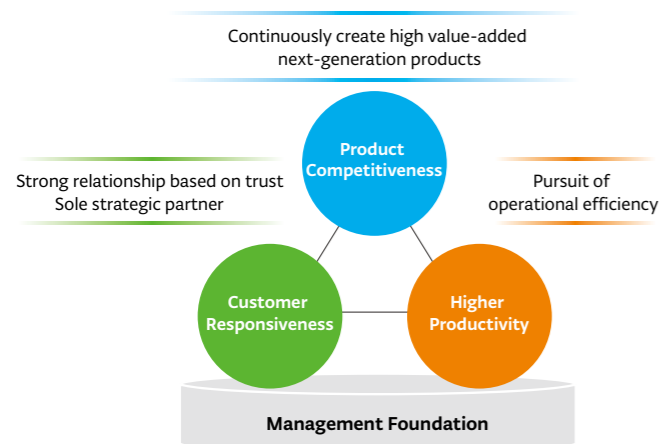 Continuously create high value-added
next-generation products
Product
Competitiveness
Strong relationship based on trust
Sole strategic partner
Pursuit of
operational efficiency
Customer
Responsiveness
Higher
Productivity
Management Foundation